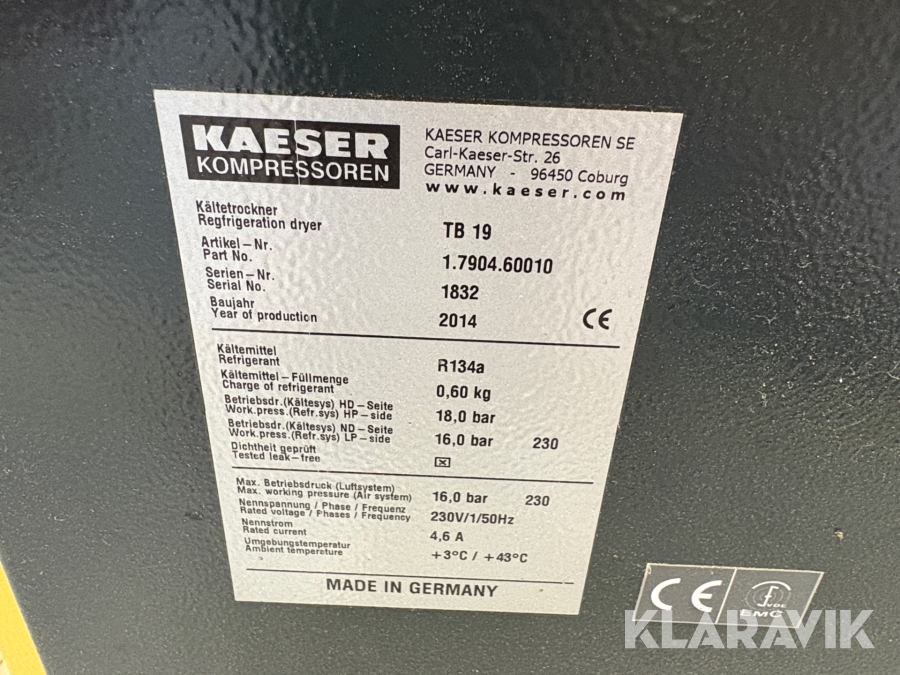 KAESER
KOMPRESSOREN
KAESER KOMPRESSOREN SE
Carl-Kaeser-Str. 26
GERMANY - 96450 Coburg
www.kaeser.com
Kältetrockner
Regfrigeration dryer TB 19
Artikel-Nr.
Part No. 1.7904.60010
Serien-Nr.
Serial No. 1832
Baujahr
Year of production 2014 CE
Kältemittel
Refrigerant R134a
Kältemittel-Füllmenge
Charge of refrigerant 0,60 kg
Betriebsdr.(Kältesys) HD-Seite
Work.press.(Refr.sys) HP-side 18,0 bar
Betriebsdr.(Kältesys) ND-Seite
Work.press.(Refr.sys) LP-side 16,0 bar 230
Dichtheit geprüft
Tested leak-free ☒
Max. Betriebsdruck (Luftsystem)
Max. working pressure (Air system) 16,0 bar 230
Nennspannung / Phase / Frequenz
Rated voltage / Phases / Frequency 230V/1/50Hz
Nennstrom
Rated current 4,6 A
Umgebungstemperatur
Ambient temperature +3°C / +43°C
MADE IN GERMANY
CE VDE
EMC
KLARAVIK